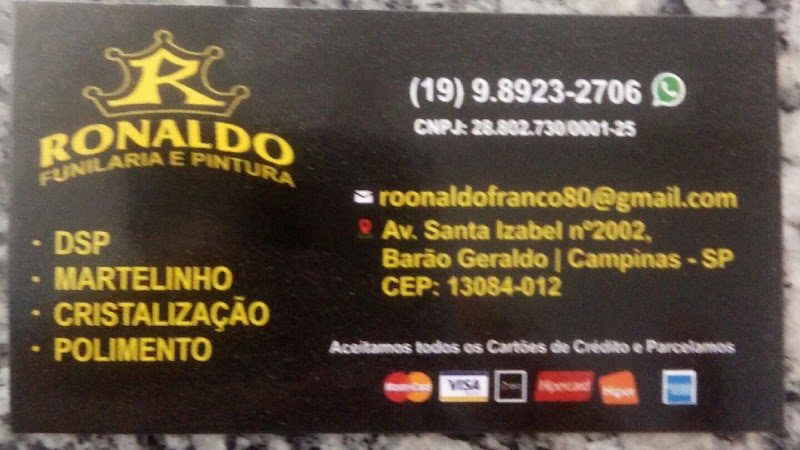 R
RONALDO
FUNILARIA E PINTURA
(19) 9.8923-2706
CNPJ: 28.802.730/0001-25
roonaldofranco80@gmail.com
Av. Santa Izabel nº2002,
Barão Geraldo | Campinas - SP
CEP: 13084-012
· DSP
· MARTELINHO
· CRISTALIZAÇÃO
· POLIMENTO
Aceitamos todos os Cartões de Crédito e Parcelamos
MasterCard
VISA
Hipercard
Hiper